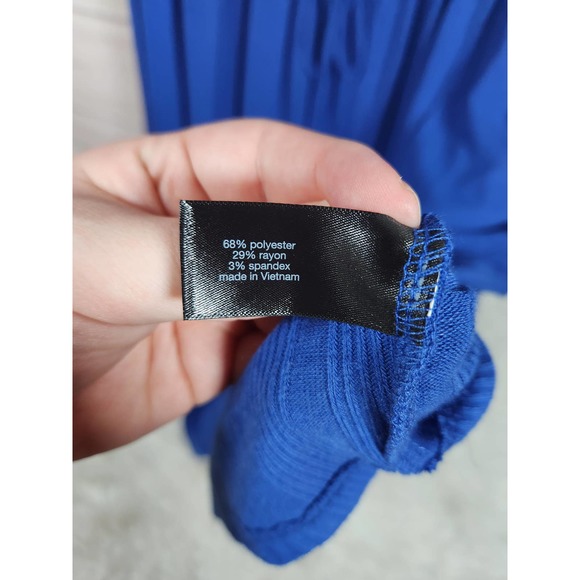 68% polyester
29% rayon
3% spandex
made in Vietnam